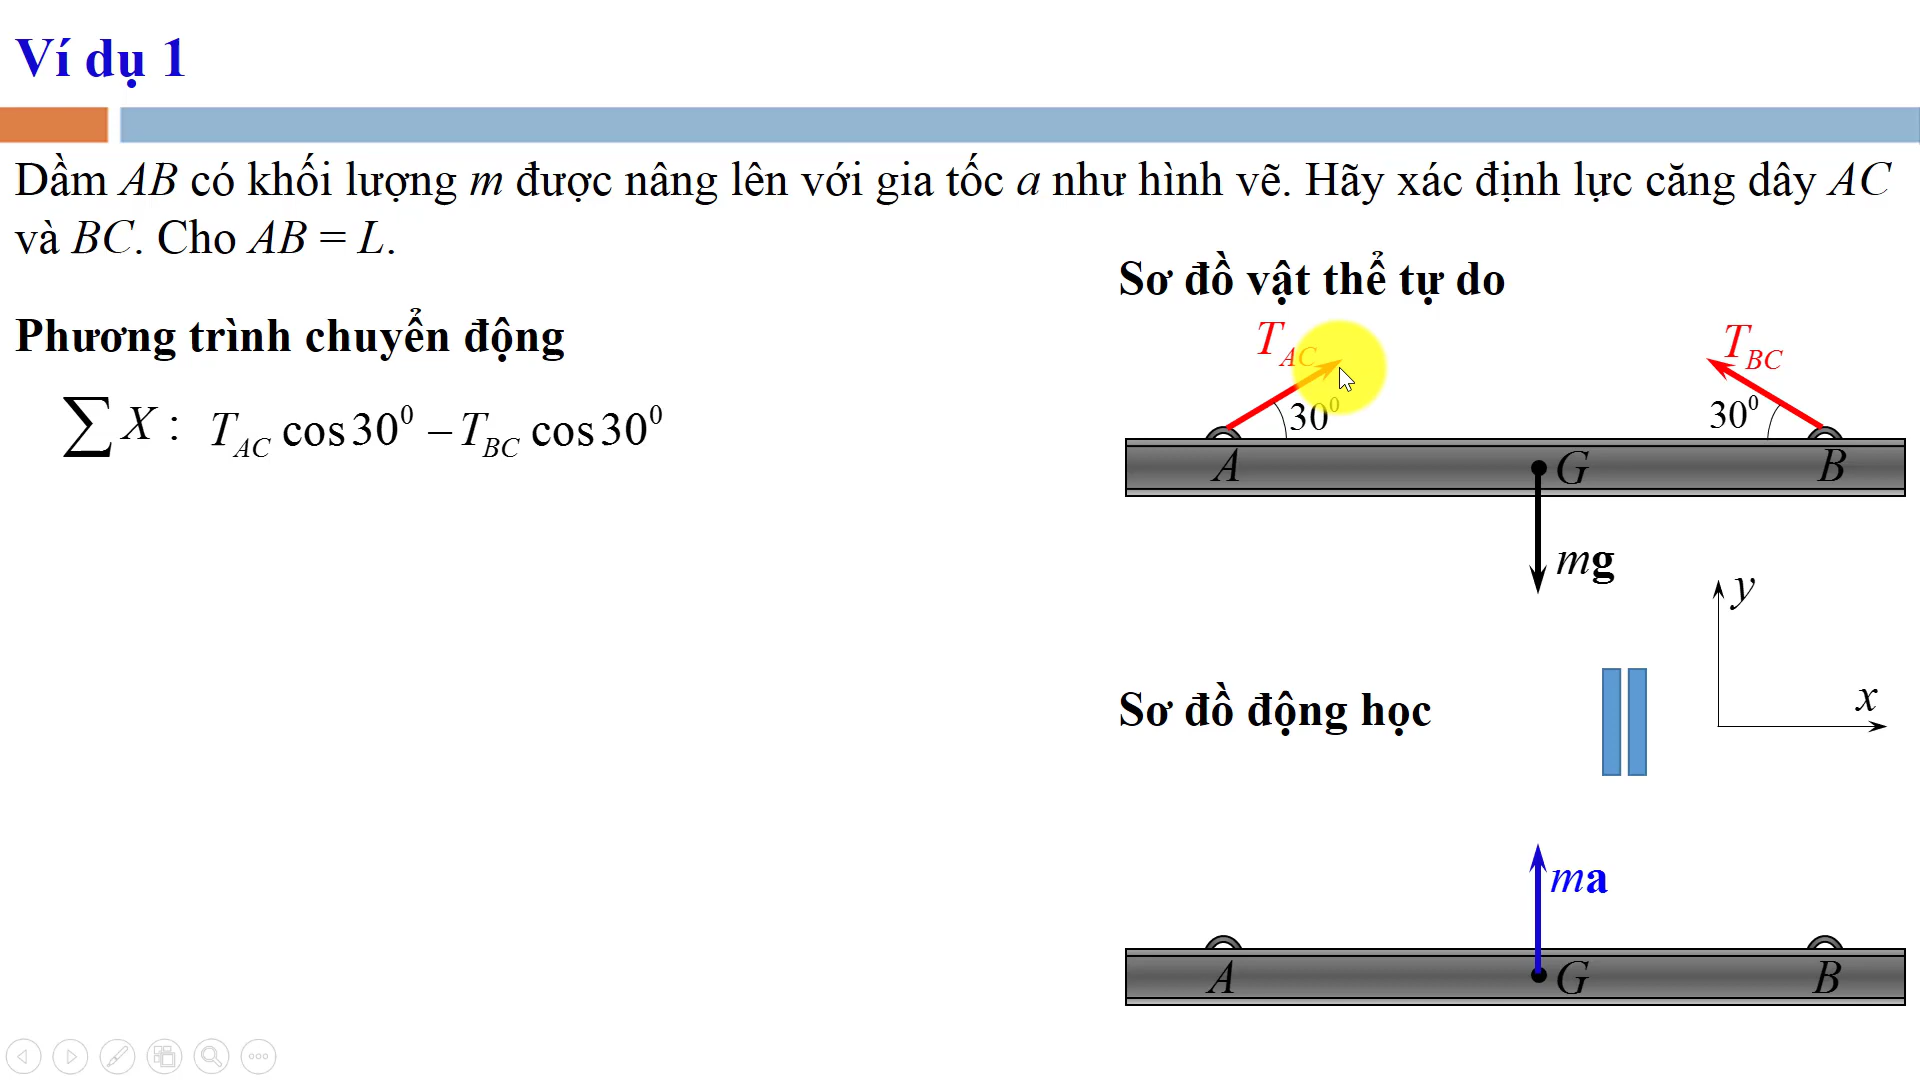 Ví dụ 1
Dầm AB có khối lượng m được nâng lên với gia tốc a như hình vẽ. Hãy xác định lực căng dây AC
và BC. Cho AB = L.
Sơ đồ vật thể tự do
Phương trình chuyển động
T_AC
T_BC
∑ X : T_AC cos 30⁰ − T_BC cos 30⁰
30⁰
30⁰
A G B
mg
y
x
Sơ đồ động học
ma
A G B